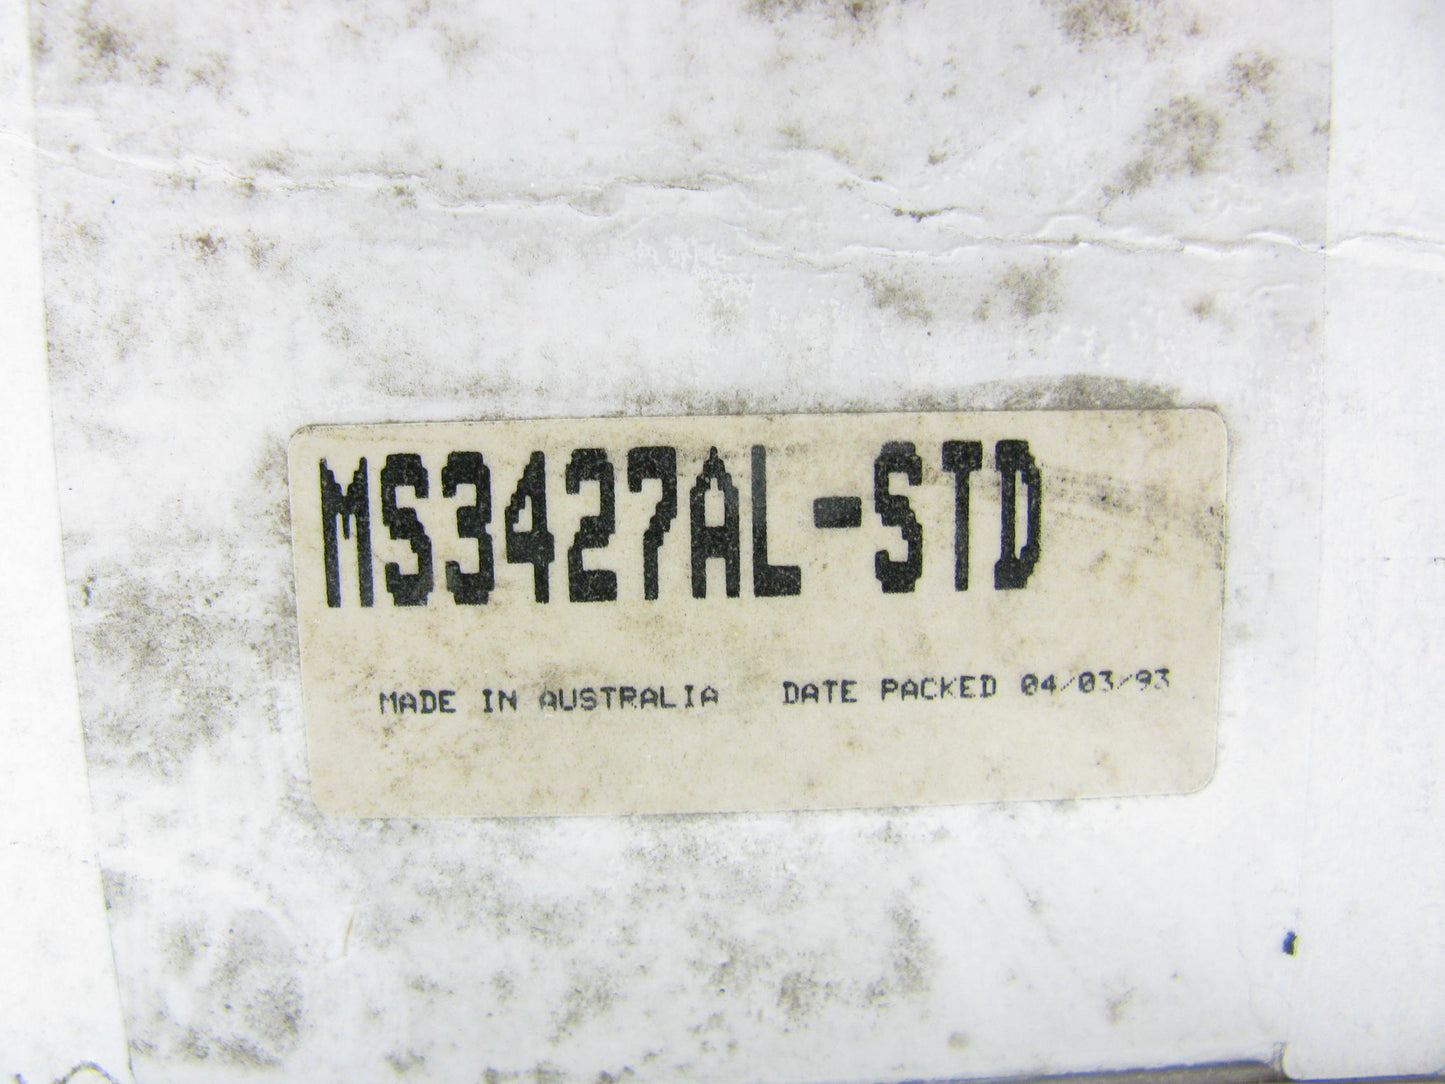 MS3427AL-STD
MADE IN AUSTRALIA DATE PACKED 04/03/93